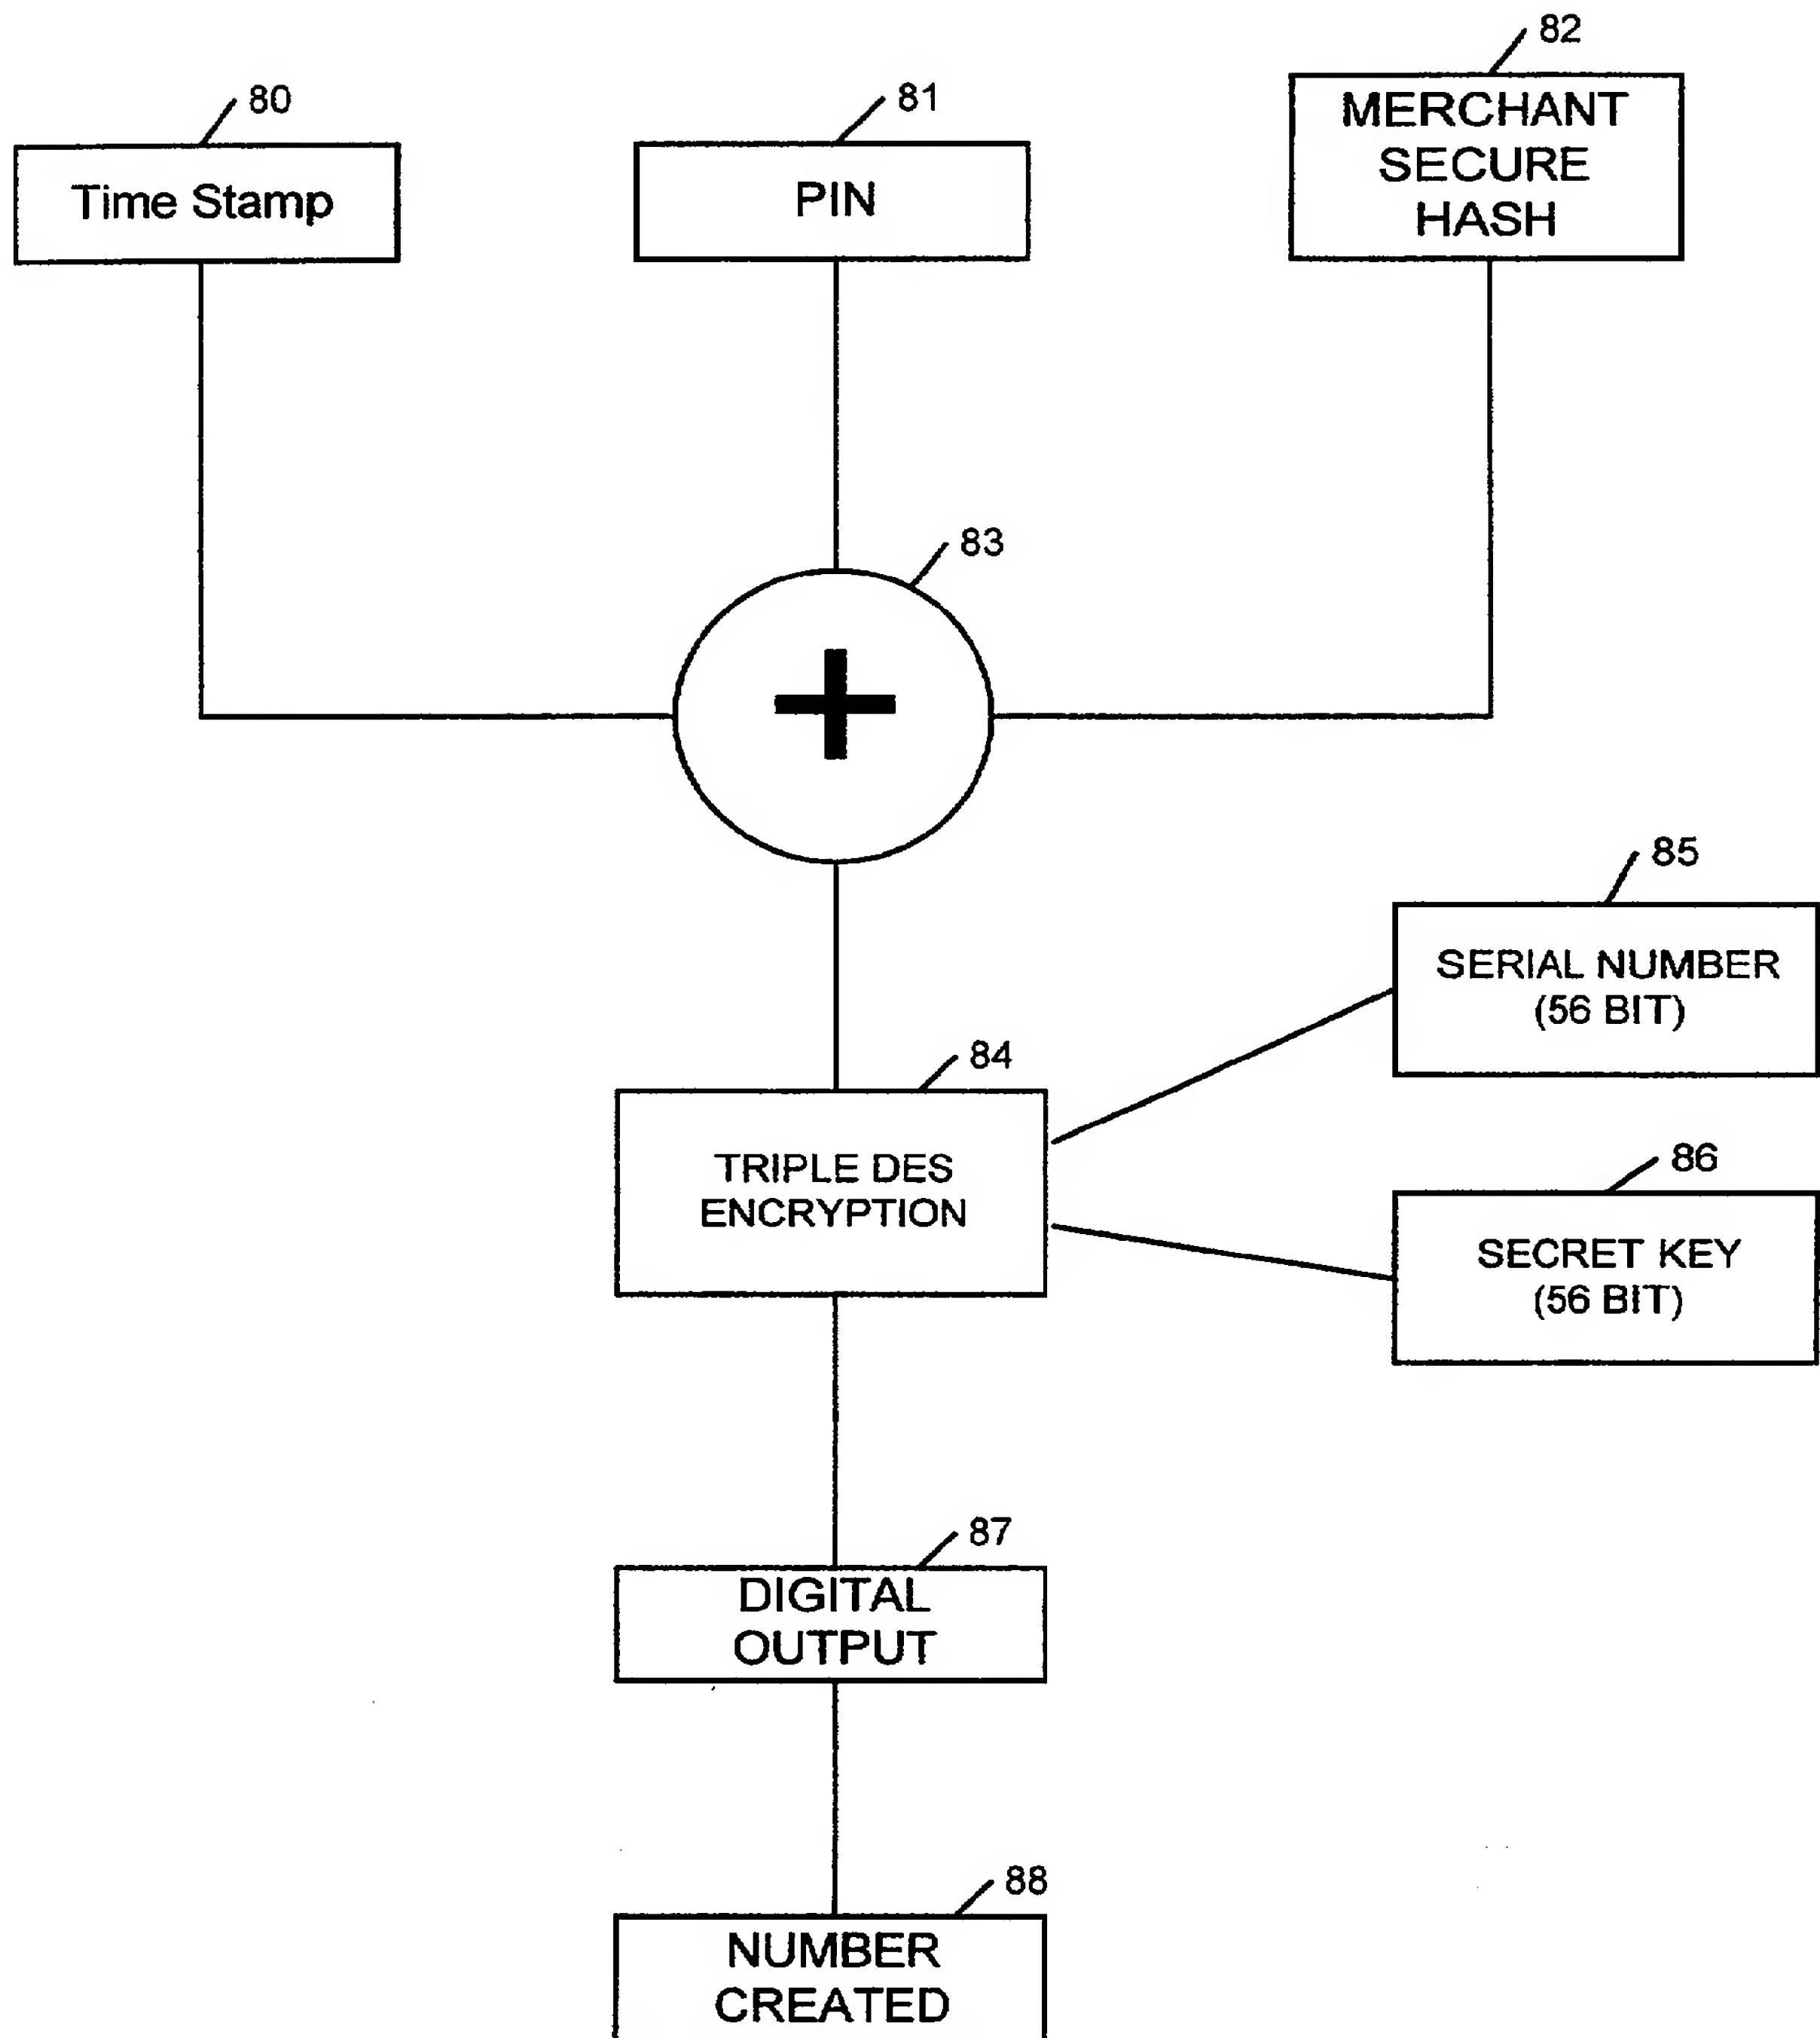 82
80
81
MERCHANT
SECURE
HASH
Time Stamp
PIN
83
+
85
SERIAL NUMBER
(56 BIT)
84
TRIPLE DES
ENCRYPTION
86
SECRET KEY
(56 BIT)
87
DIGITAL
OUTPUT
88
NUMBER
CREATED